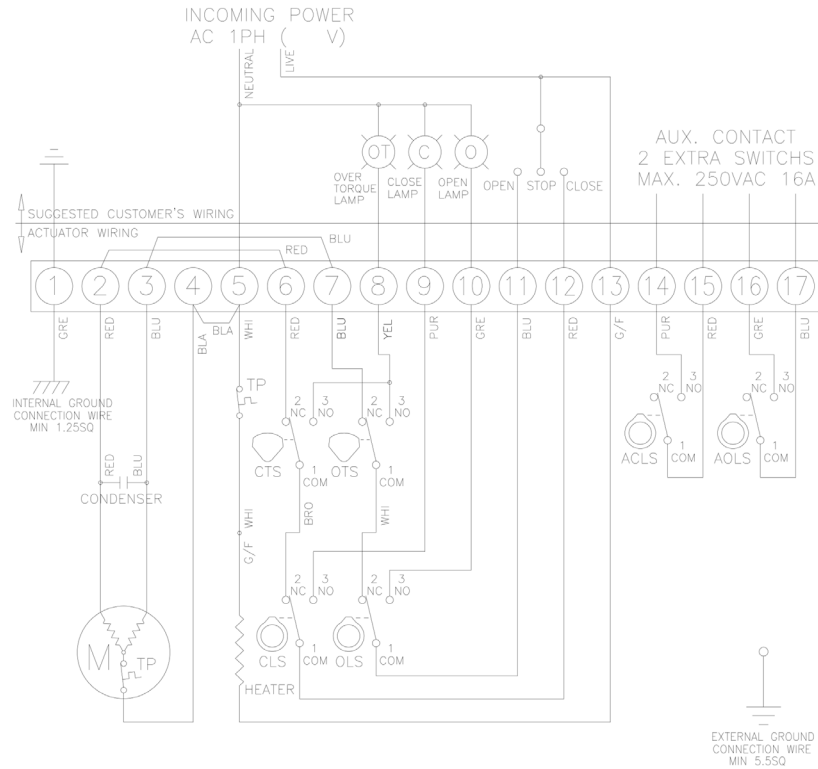 INCOMING POWER
AC 1PH ( V)
NEUTRAL
LIVE
OT
C
O
OVER
TORQUE
LAMP
CLOSE
LAMP
OPEN
LAMP
OPEN
STOP
CLOSE
AUX. CONTACT
2 EXTRA SWITCHS
MAX. 250VAC 16A
SUGGESTED CUSTOMER'S WIRING
ACTUATOR WIRING
BLU
RED
1 2 3 4 5 6 7 8 9 10 11 12 13 14 15 16 17
GRE
RED
BLU
BLA
BLA
WHI
RED
BLU
YEL
PUR
GRE
BLU
RED
G/F
PUR
RED
GRE
BLU
INTERNAL GROUND
CONNECTION WIRE
MIN 1.25SQ
TP
2
NC
3
NO
CTS
1
COM
2
NC
3
NO
OTS
1
COM
2
NC
3
NO
ACLS
1
COM
2
NC
3
NO
AOLS
1
COM
RED
BLU
CONDENSER
WHI
G/F
BRO
WHI
M
TP
HEATER
2
NC
3
NO
CLS
1
COM
2
NC
3
NO
OLS
1
COM
EXTERNAL GROUND
CONNECTION WIRE
MIN 5.5SQ